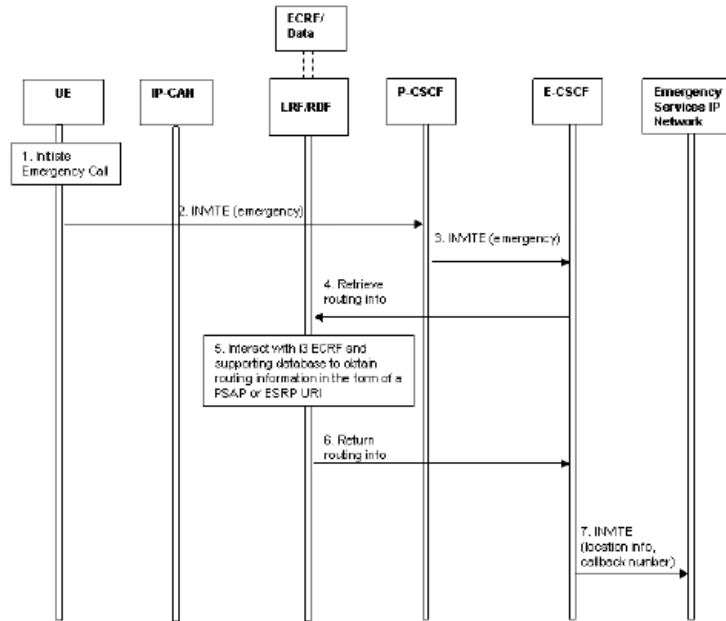 ECRF/
Data
UE
IP-CAN
LRF/RDF
P-CSCF
E-CSCF
Emergency
Services IP
Network
1. Initiate
Emergency Call
2. INVITE (emergency)
3. INVITE (emergency)
4. Retrieve
routing info
5. Interact with i3 ECRF and
supporting database to obtain
routing information in the form of a
PSAP or ESRP URI
6. Return
routing info
7. INVITE
(location info,
callback number)